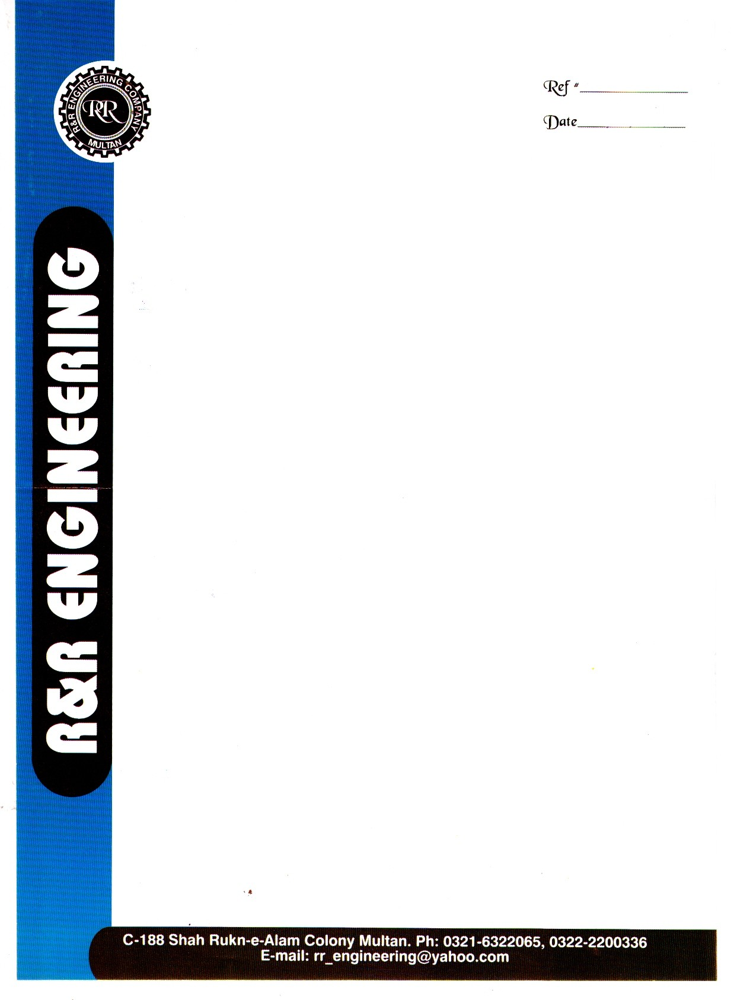 R&R ENGINEERING COMPANY
RR
MULTAN
Ref #
Date
R&R ENGINEERING
C-188 Shah Rukn-e-Alam Colony Multan. Ph: 0321-6322065, 0322-2200336
E-mail: rr_engineering@yahoo.com